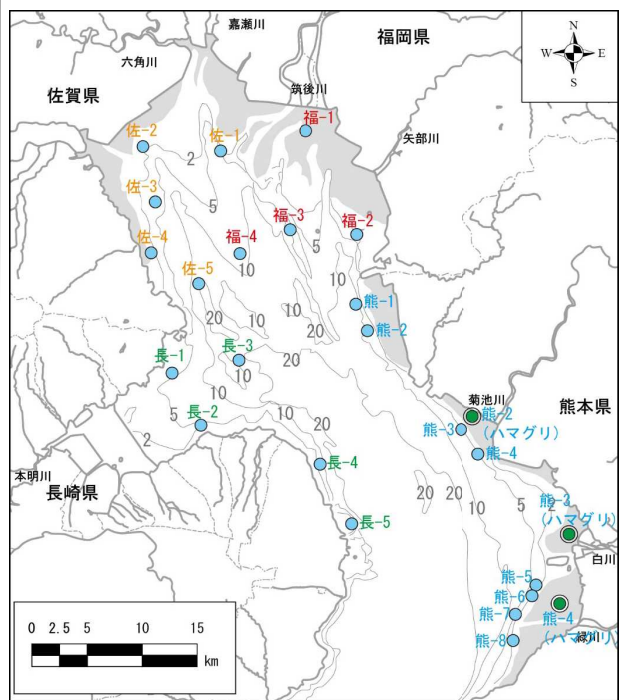 嘉瀬川
福岡県
N
W E
S
六角川
佐賀県
筑後川
福-1
矢部川
佐-2
佐-1
2
佐-3
5
福-3
福-2
佐-4
福-4
5
10
10
佐-5
熊-1
20
10
10
熊-2
20
長-3
20
長-1
10
10
菊池川
熊-2
(ハマグリ)
熊本県
5
長-2
10
20
熊-3
2
熊-4
長-4
本明川
長崎県
20
20
10
5
2
熊-3
(ハマグリ)
長-5
白川
熊-5
熊-6
熊-7
熊-4
(ハマグリ)
緑川
熊-8
0 2.5 5 10 15
km